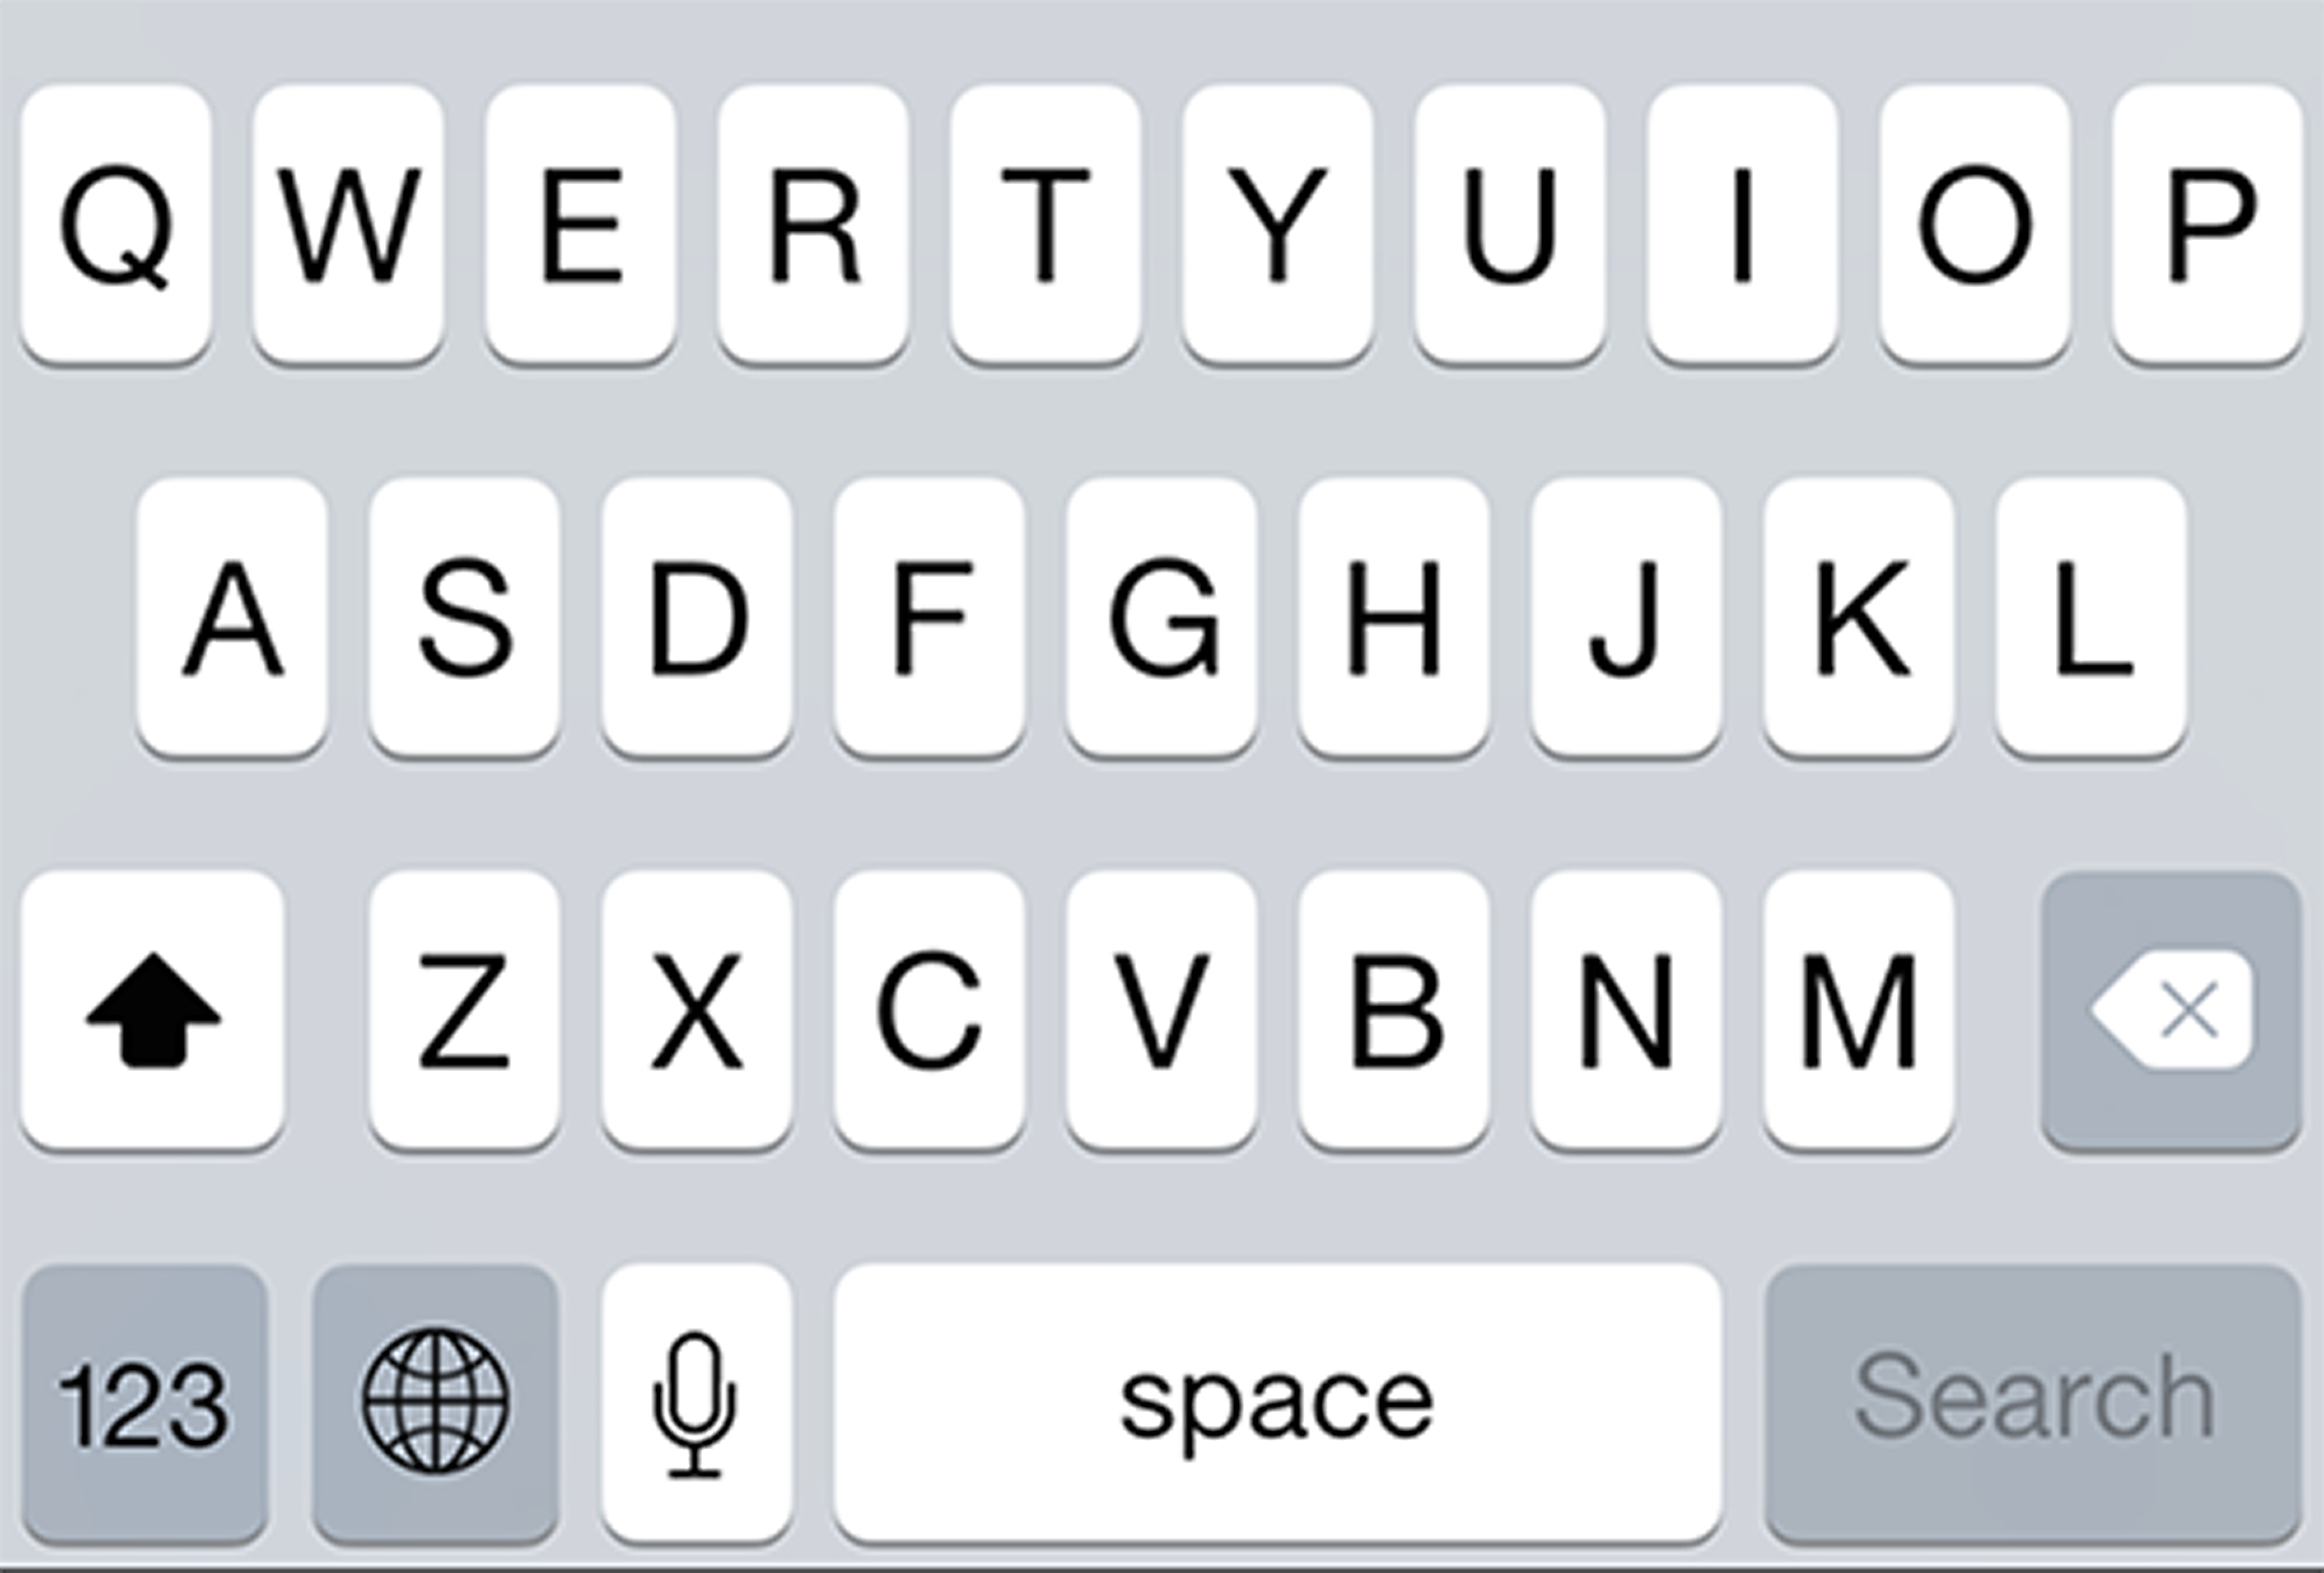 Q W E R T Y U I O P
A S D F G H J K L
Z X C V B N M
123 space Search